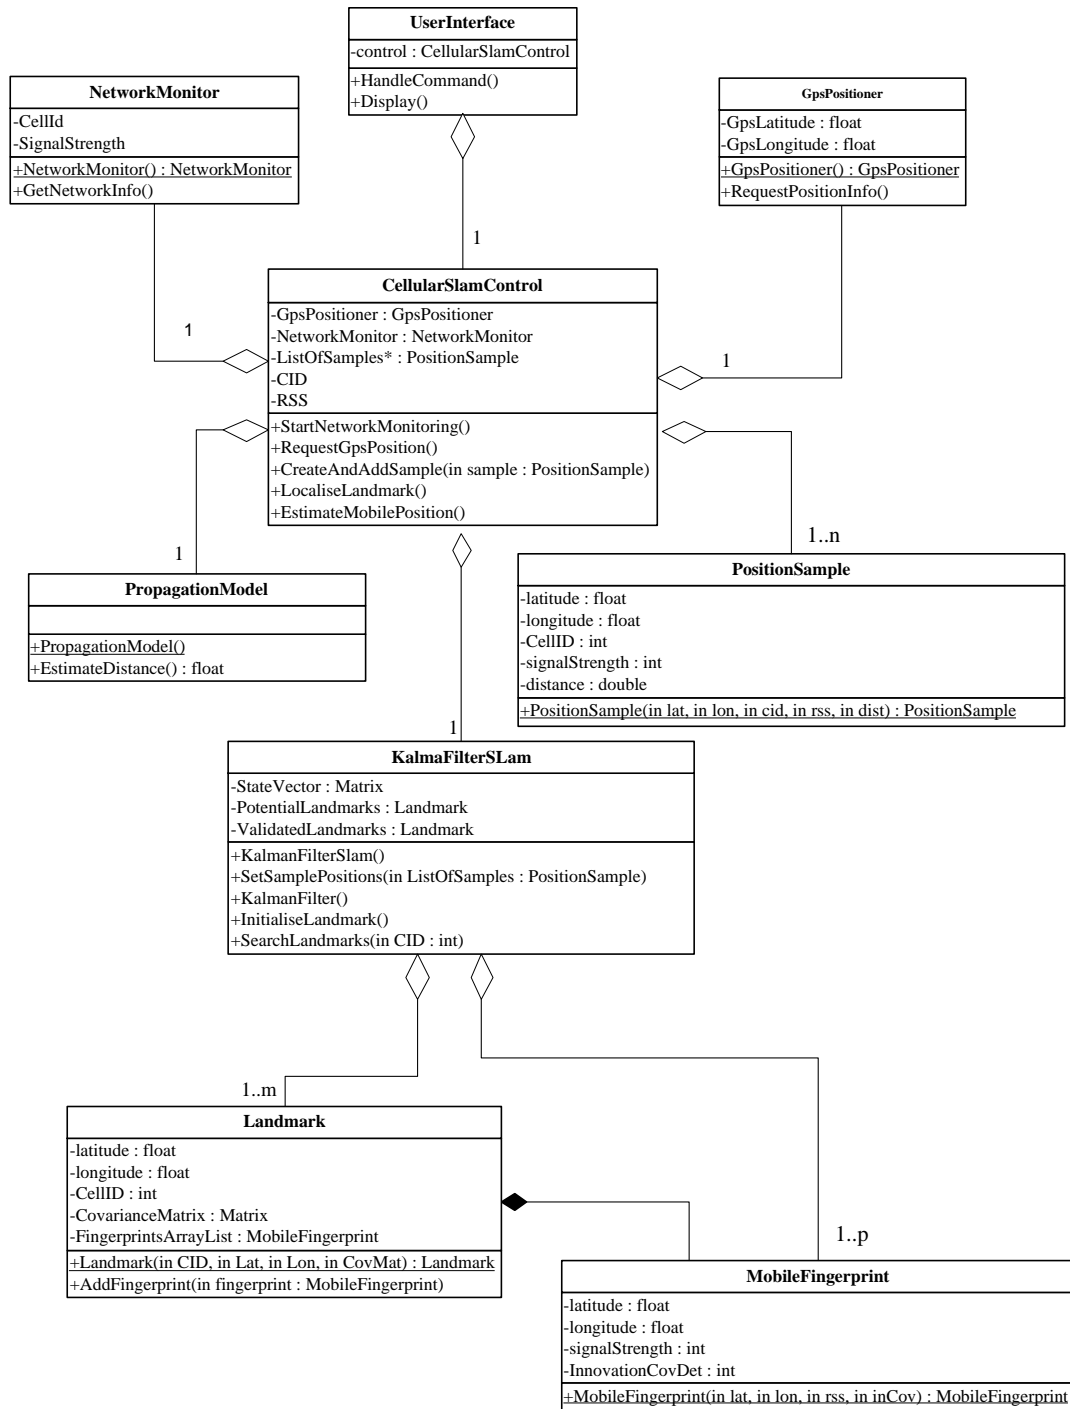 UserInterface
-control : CellularSlamControl
+HandleCommand()
+Display()
NetworkMonitor
-CellId
-SignalStrength
+NetworkMonitor() : NetworkMonitor
+GetNetworkInfo()
GpsPositioner
-GpsLatitude : float
-GpsLongitude : float
+GpsPositioner() : GpsPositioner
+RequestPositionInfo()
1
CellularSlamControl
-GpsPositioner : GpsPositioner
-NetworkMonitor : NetworkMonitor
-ListOfSamples* : PositionSample
-CID
-RSS
+StartNetworkMonitoring()
+RequestGpsPosition()
+CreateAndAddSample(in sample : PositionSample)
+LocaliseLandmark()
+EstimateMobilePosition()
1
1
1
1..n
PropagationModel
+PropagationModel()
+EstimateDistance() : float
PositionSample
-latitude : float
-longitude : float
-CellID : int
-signalStrength : int
-distance : double
+PositionSample(in lat, in lon, in cid, in rss, in dist) : PositionSample
1
KalmaFilterSLam
-StateVector : Matrix
-PotentialLandmarks : Landmark
-ValidatedLandmarks : Landmark
+KalmanFilterSlam()
+SetSamplePositions(in ListOfSamples : PositionSample)
+KalmanFilter()
+InitialiseLandmark()
+SearchLandmarks(in CID : int)
1..m
Landmark
-latitude : float
-longitude : float
-CellID : int
-CovarianceMatrix : Matrix
-FingerprintsArrayList : MobileFingerprint
+Landmark(in CID, in Lat, in Lon, in CovMat) : Landmark
+AddFingerprint(in fingerprint : MobileFingerprint)
1..p
MobileFingerprint
-latitude : float
-longitude : float
-signalStrength : int
-InnovationCovDet : int
+MobileFingerprint(in lat, in lon, in rss, in inCov) : MobileFingerprint